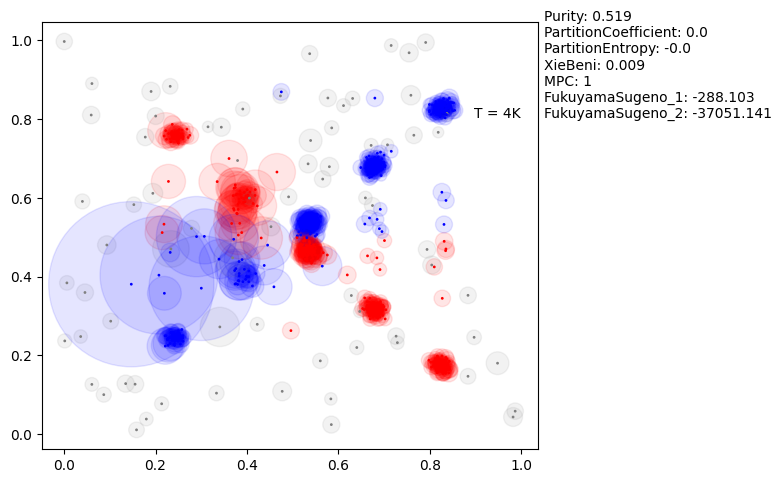 Purity: 0.519
PartitionCoefficient: 0.0
PartitionEntropy: -0.0
XieBeni: 0.009
MPC: 1
FukuyamaSugeno_1: -288.103
FukuyamaSugeno_2: -37051.141
T = 4K
1.0
0.8
0.6
0.4
0.2
0.0
0.0 0.2 0.4 0.6 0.8 1.0